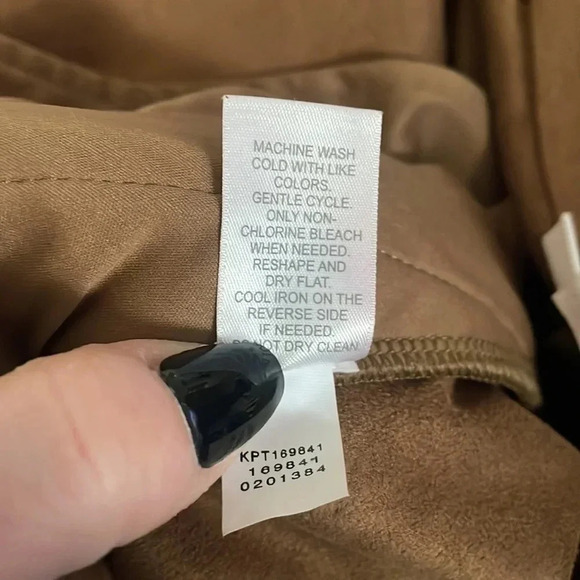 MACHINE WASH
COLD WITH LIKE
COLORS.
GENTLE CYCLE.
ONLY NON-
CHLORINE BLEACH
WHEN NEEDED.
RESHAPE AND
DRY FLAT.
COOL IRON ON THE
REVERSE SIDE
IF NEEDED.
DO NOT DRY CLEAN
KPT169841
169841
0201384